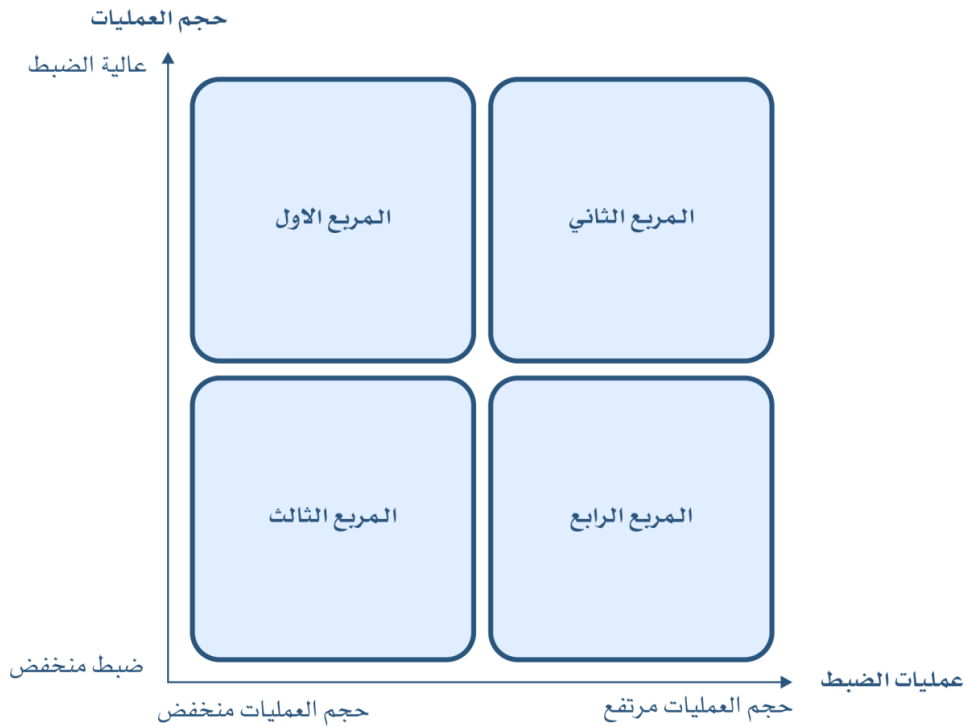 حجم العمليات
عالية الضبط
المربع الاول
المربع الثاني
المربع الثالث
المربع الرابع
ضبط منخفض
عمليات الضبط
حجم العمليات منخفض
حجم العمليات مرتفع